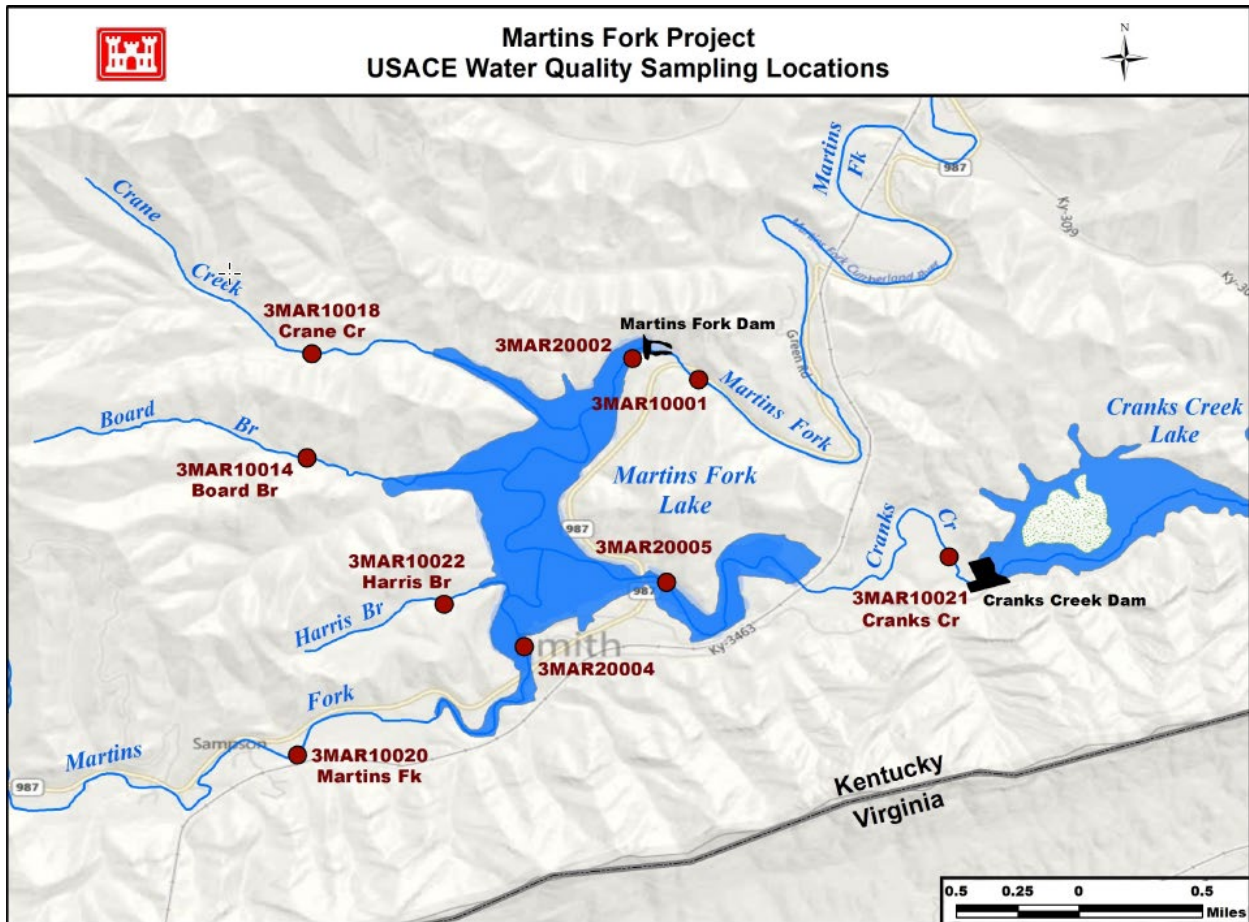 Martins Fork Project
USACE Water Quality Sampling Locations
N
Martins
Fk
987
Ky-3009
Martins Fork Cumberland River
Crane
Creek
3MAR10018
Crane Cr
Martins Fork Dam
3MAR20002
3MAR10001
Green Rd
Martins Fork
Board
Br
3MAR10014
Board Br
Cranks Creek
Lake
Martins Fork
Lake
987
Cranks
Cr
3MAR10022
Harris Br
3MAR20005
987
3MAR10021
Cranks Cr
Cranks Creek Dam
Harris Br
mith
Ky-3463
3MAR20004
Fork
Sampson
3MAR10020
Martins Fk
Martins
987
Kentucky
Virginia
0.5
0.25
0
0.5
Miles